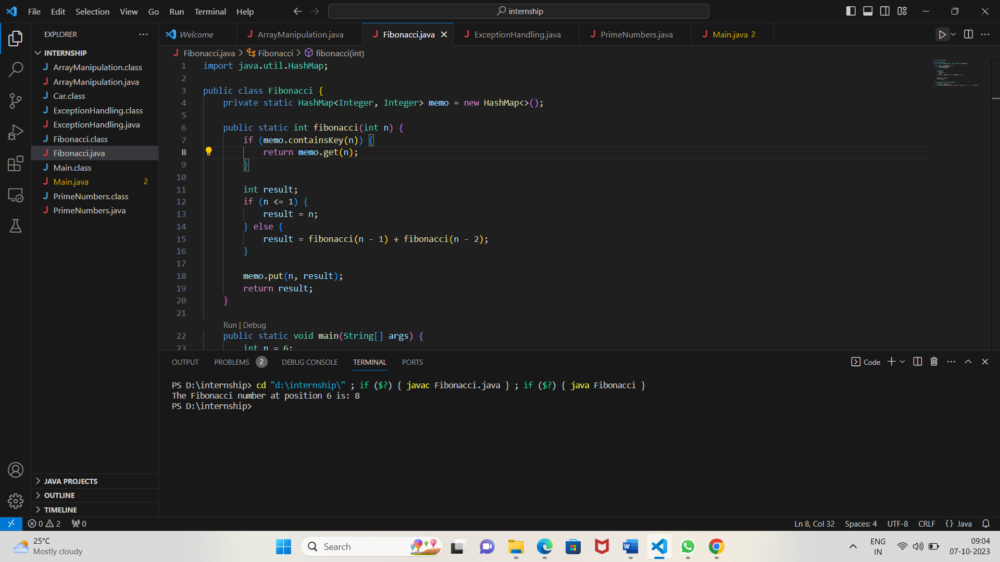 File Edit Selection View Go Run Terminal Help
internship
EXPLORER
INTERNSHIP
J ArrayManipulation.class
J ArrayManipulation.java
J Car.class
J ExceptionHandling.class
J ExceptionHandling.java
J Fibonacci.class
J Fibonacci.java
J Main.class
J Main.java 2
J PrimeNumbers.class
J PrimeNumbers.java
JAVA PROJECTS
OUTLINE
TIMELINE
Welcome J ArrayManipulation.java J Fibonacci.java J ExceptionHandling.java J PrimeNumbers.java J Main.java 2
J Fibonacci.java > Fibonacci > fibonacci(int)
1 import java.util.HashMap;
2
3 public class Fibonacci {
4 private static HashMap<Integer, Integer> memo = new HashMap<>();
5
6 public static int fibonacci(int n) {
7 if (memo.containsKey(n)) {
8 return memo.get(n);
9 }
10
11 int result;
12 if (n <= 1) {
13 result = n;
14 } else {
15 result = fibonacci(n - 1) + fibonacci(n - 2);
16 }
17
18 memo.put(n, result);
19 return result;
20 }
21
Run | Debug
22 public static void main(String[] args) {
23 int n = 6;
OUTPUT PROBLEMS 2 DEBUG CONSOLE TERMINAL PORTS
Code
PS D:\internship> cd "d:\internship\" ; if ($?) { javac Fibonacci.java } ; if ($?) { java Fibonacci }
The Fibonacci number at position 6 is: 8
PS D:\internship>
0 2 0
Ln 8, Col 32 Spaces: 4 UTF-8 CRLF {} Java
25°C
Mostly cloudy
Search
ENG
IN
09:04
07-10-2023